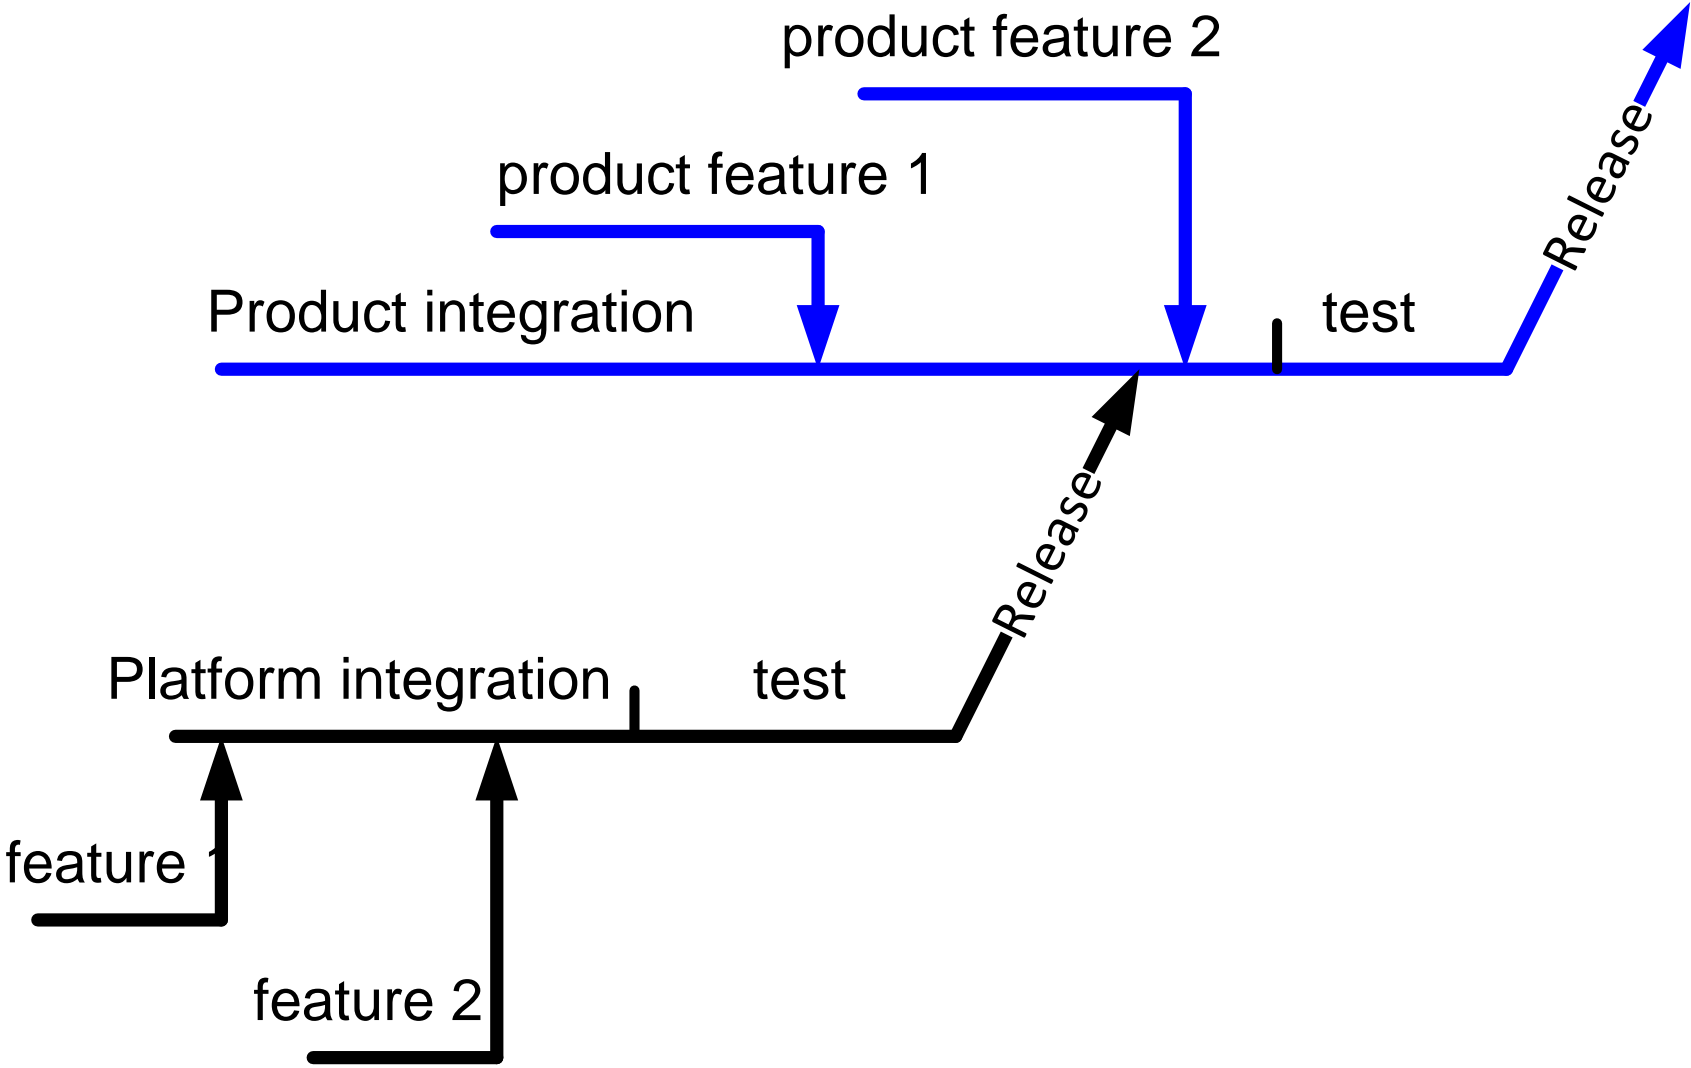 product feature 2
product feature 1
Product integration
test
Release
Release
Platform integration
test
feature 1
feature 2